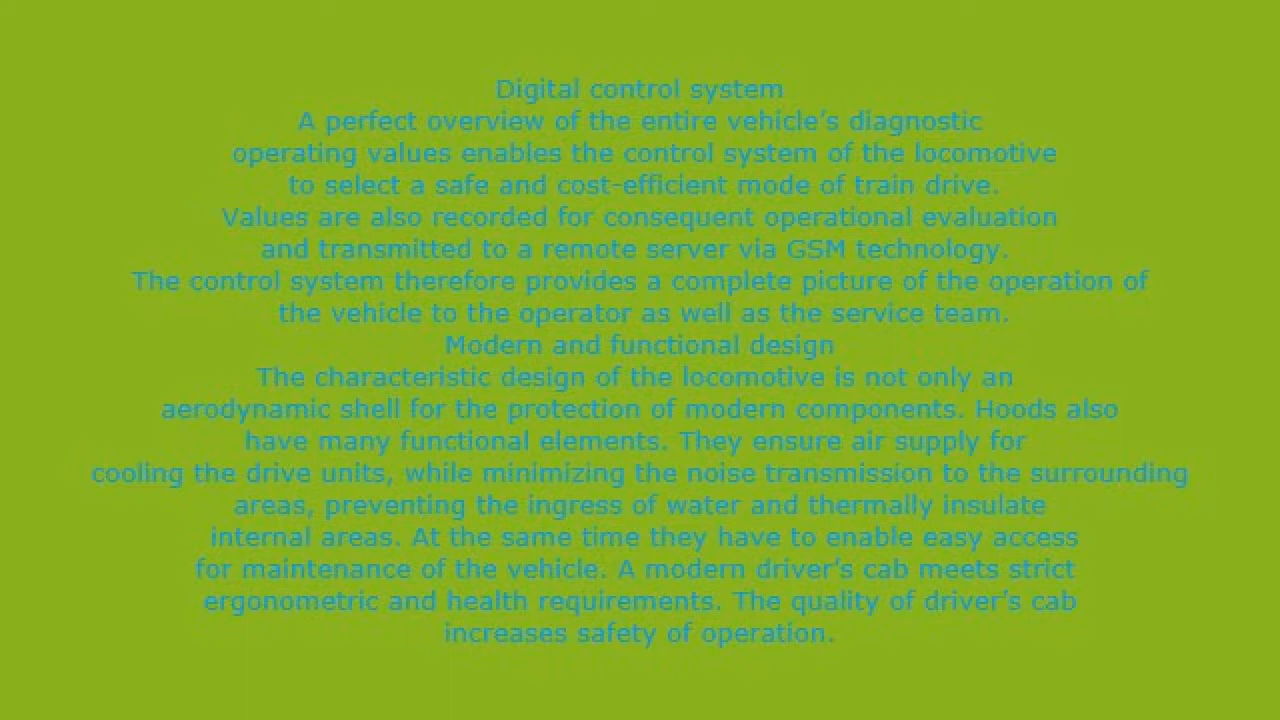 Digital control system
A perfect overview of the entire vehicle’s diagnostic
operating values enables the control system of the locomotive
to select a safe and cost-efficient mode of train drive.
Values are also recorded for consequent operational evaluation
and transmitted to a remote server via GSM technology.
The control system therefore provides a complete picture of the operation of
the vehicle to the operator as well as the service team.
Modern and functional design
The characteristic design of the locomotive is not only an
aerodynamic shell for the protection of modern components. Hoods also
have many functional elements. They ensure air supply for
cooling the drive units, while minimizing the noise transmission to the surrounding
areas, preventing the ingress of water and thermally insulate
internal areas. At the same time they have to enable easy access
for maintenance of the vehicle. A modern driver’s cab meets strict
ergonometric and health requirements. The quality of driver’s cab
increases safety of operation.